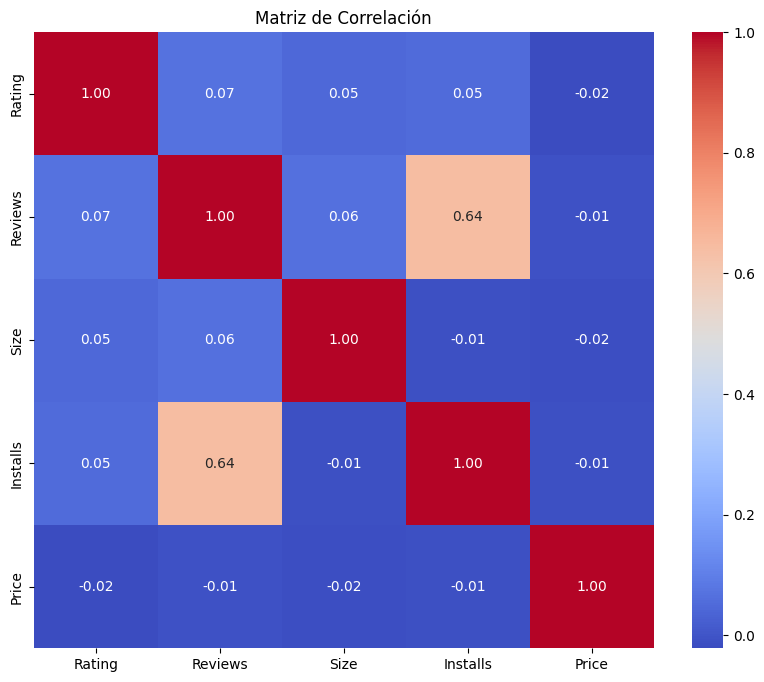 Matriz de Correlación
Rating 1.00 0.07 0.05 0.05 -0.02
Reviews 0.07 1.00 0.06 0.64 -0.01
Size 0.05 0.06 1.00 -0.01 -0.02
Installs 0.05 0.64 -0.01 1.00 -0.01
Price -0.02 -0.01 -0.02 -0.01 1.00
Rating Reviews Size Installs Price
1.0
0.8
0.6
0.4
0.2
0.0